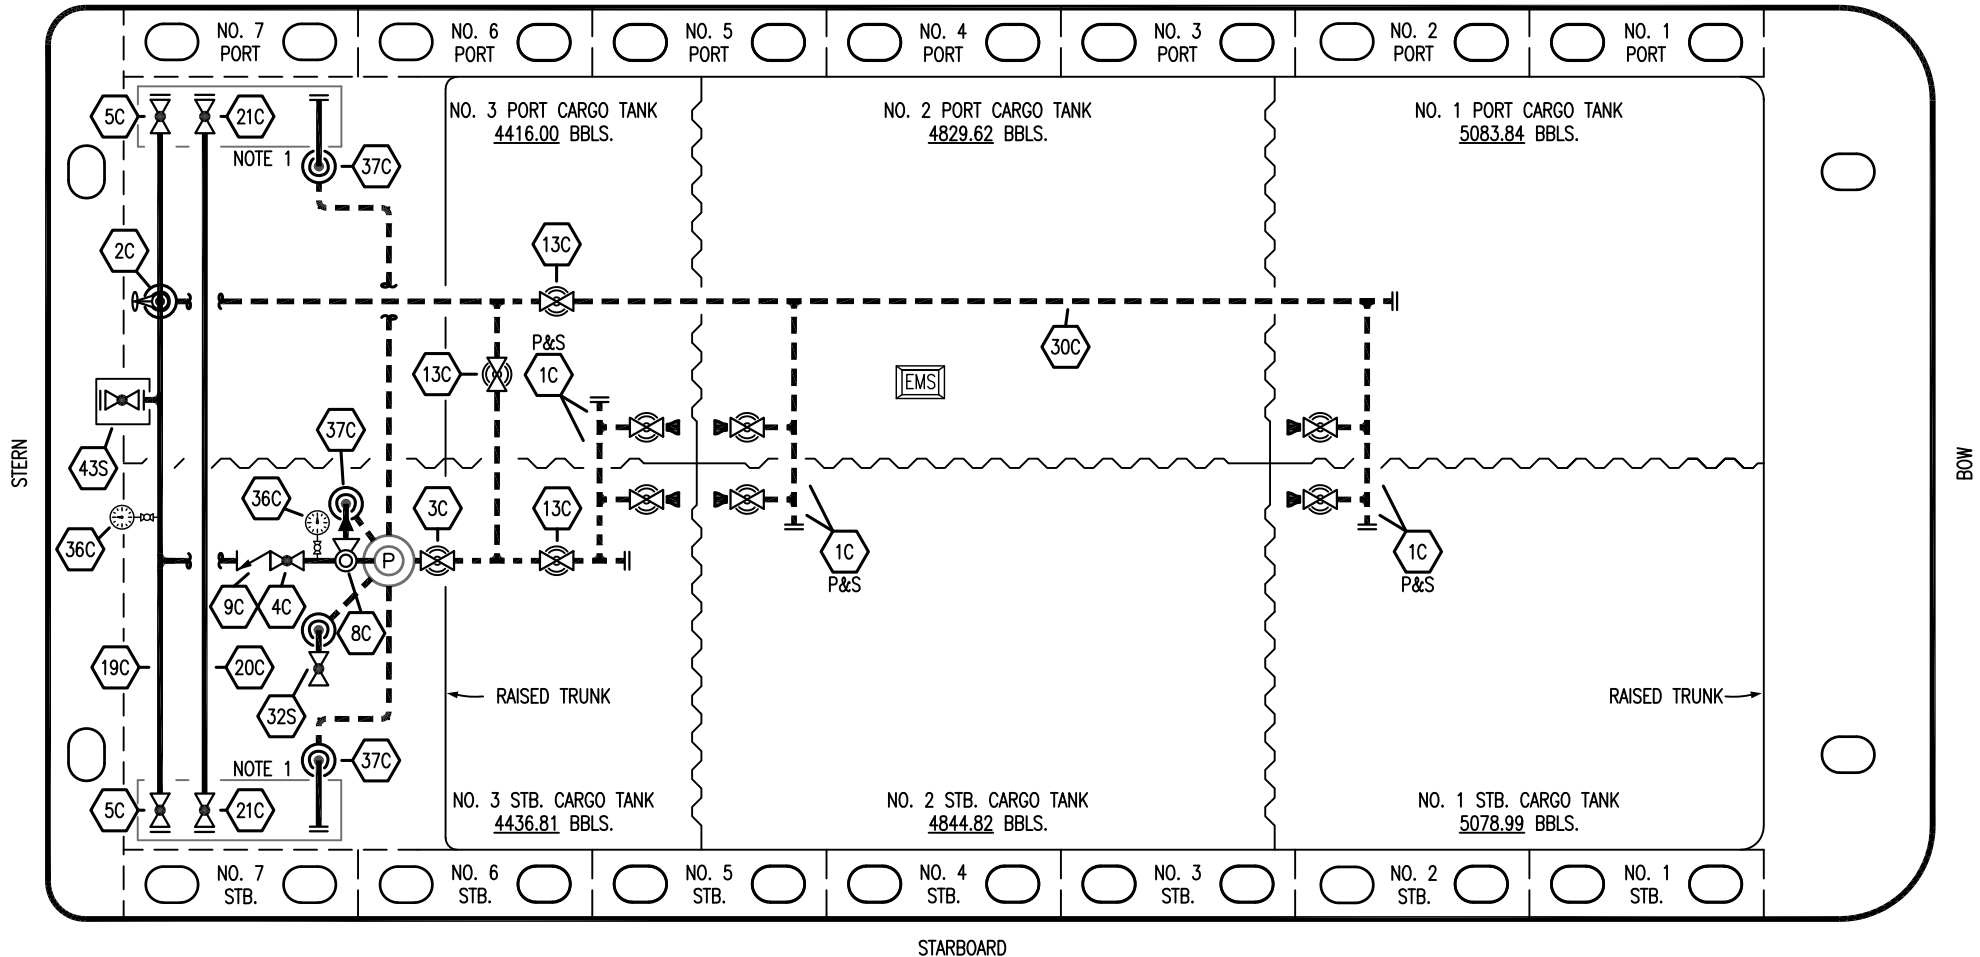 NO. 7 PORT
NO. 6 PORT
NO. 5 PORT
NO. 4 PORT
NO. 3 PORT
NO. 2 PORT
NO. 1 PORT
5C
21C
NOTE 1
37C
NO. 3 PORT CARGO TANK
4416.00 BBLS.
NO. 2 PORT CARGO TANK
4829.62 BBLS.
NO. 1 PORT CARGO TANK
5083.84 BBLS.
2C
13C
30C
P&S
13C
1C
EMS
STERN
BOW
43S
37C
36C
3C
13C
36C
P
1C
P&S
1C
P&S
9C
4C
8C
19C
20C
32S
RAISED TRUNK
RAISED TRUNK
NOTE 1
37C
5C
21C
NO. 3 STB. CARGO TANK
4436.81 BBLS.
NO. 2 STB. CARGO TANK
4844.82 BBLS.
NO. 1 STB. CARGO TANK
5078.99 BBLS.
NO. 7 STB.
NO. 6 STB.
NO. 5 STB.
NO. 4 STB.
NO. 3 STB.
NO. 2 STB.
NO. 1 STB.
STARBOARD